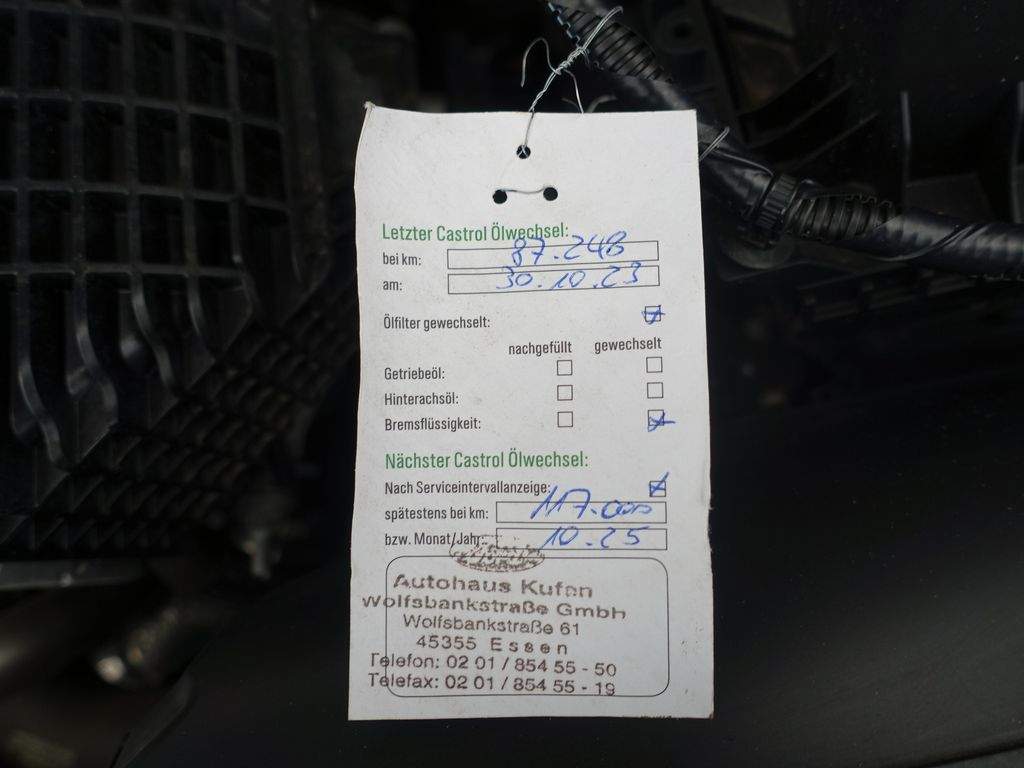 Letzter Castrol Ölwechsel:
bei km: 87.248
am: 30.10.23
Ölfilter gewechselt:
nachgefüllt gewechselt
Getriebeöl:
Hinterachsöl:
Bremsflüssigkeit:
Nächster Castrol Ölwechsel:
Nach Serviceintervallanzeige:
spätestens bei km: 117.000
bzw. Monat/Jahr: 10.25
Autohaus Kufen
Wolfsbankstraße GmbH
Wolfsbankstraße 61
45355 Essen
Telefon: 02 01 / 854 55 - 50
Telefax: 02 01 / 854 55 - 19